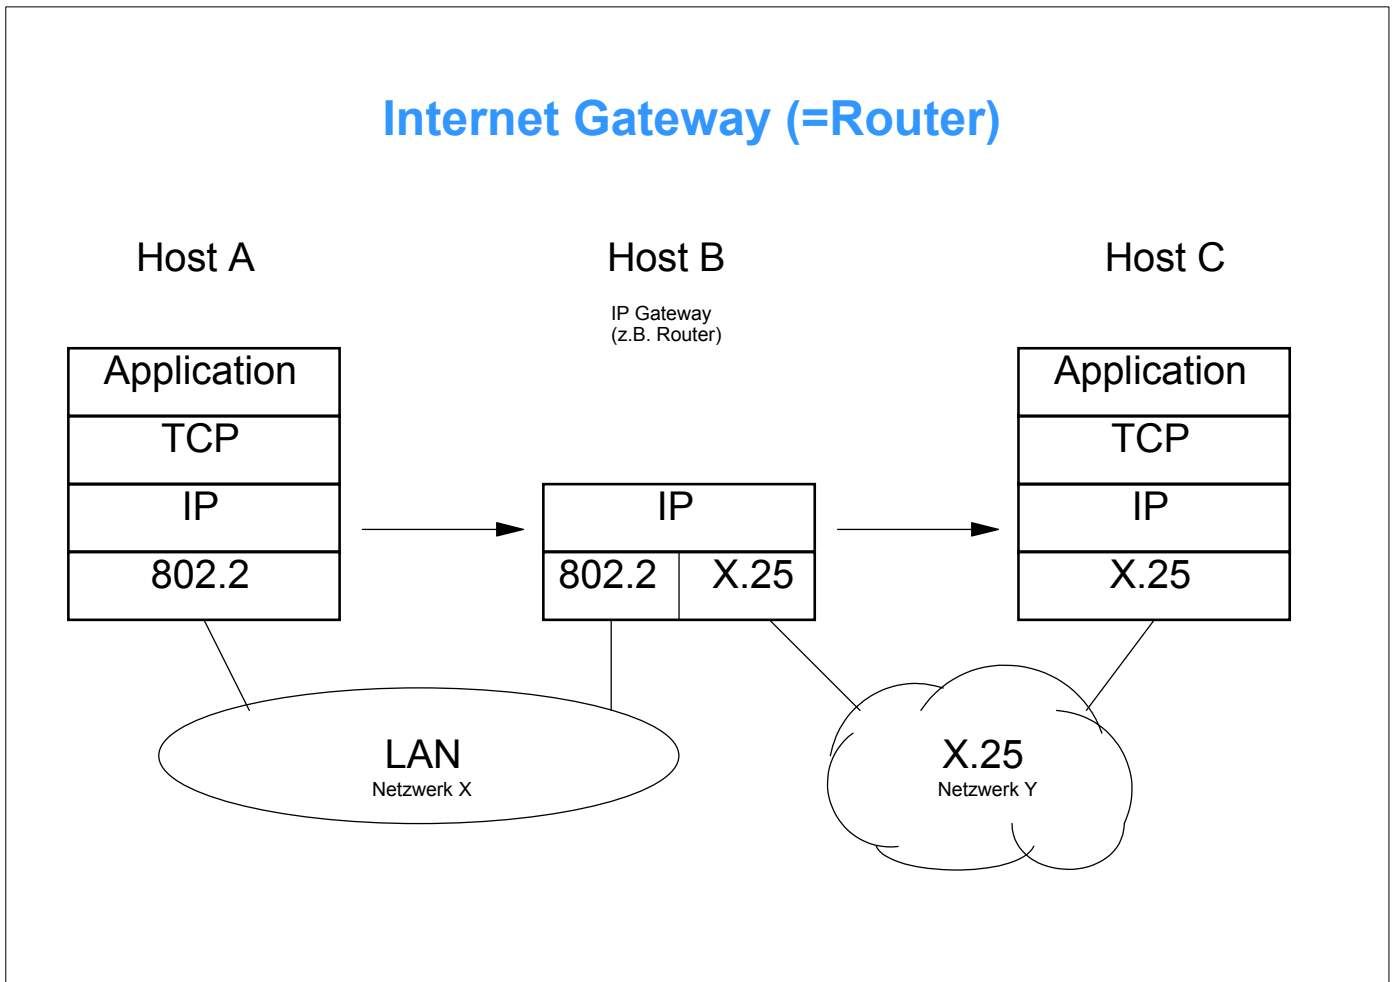 Internet Gateway (=Router)
Host A
Host B
Host C
IP Gateway
(z.B. Router)
Application
TCP
IP
802.2
IP
802.2 X.25
Application
TCP
IP
X.25
LAN
Netzwerk X
X.25
Netzwerk Y